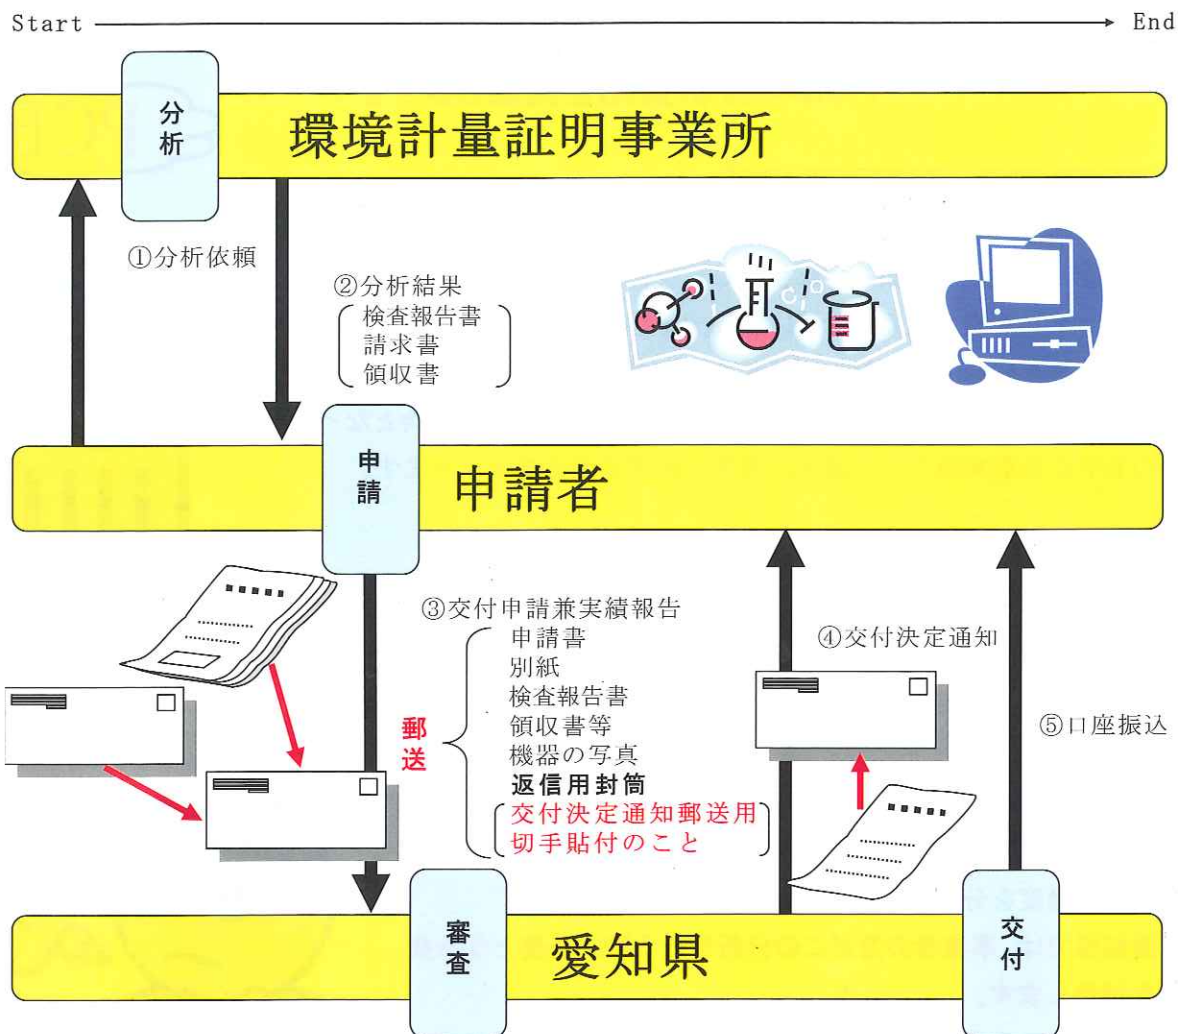 Start
End
分析
環境計量証明事業所
①分析依頼
②分析結果
検査報告書
請求書
領収書
申請
申請者
③交付申請兼実績報告
申請書
別紙
検査報告書
領収書等
機器の写真
返信用封筒
交付決定通知郵送用
切手貼付のこと
郵送
④交付決定通知
⑤口座振込
審査
愛知県
交付